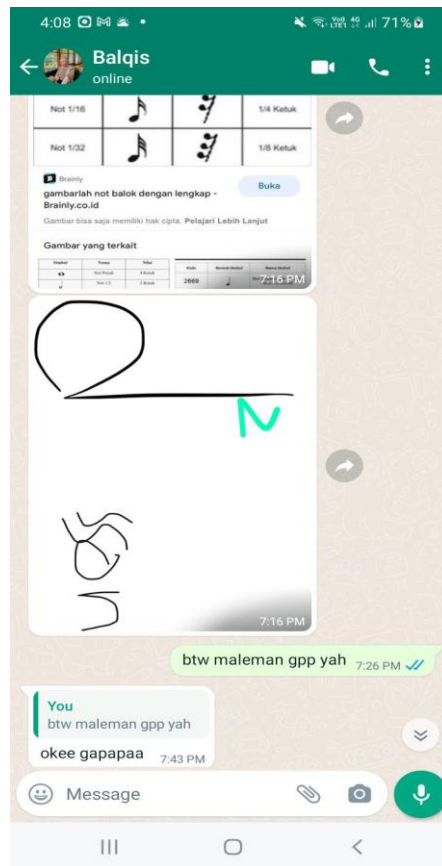 4:08 71%
Balqis
online
Not 1/16 1/4 Ketuk
Not 1/32 1/8 Ketuk
Brainly
gambarlah not balok dengan lengkap -
Brainly.co.id
Buka
Gambar bisa saja memiliki hak cipta. Pelajari Lebih Lanjut
Gambar yang terkait
7:16 PM
N
7:16 PM
btw maleman gpp yah 7:26 PM
You
btw maleman gpp yah
okee gapapaa 7:43 PM
Message